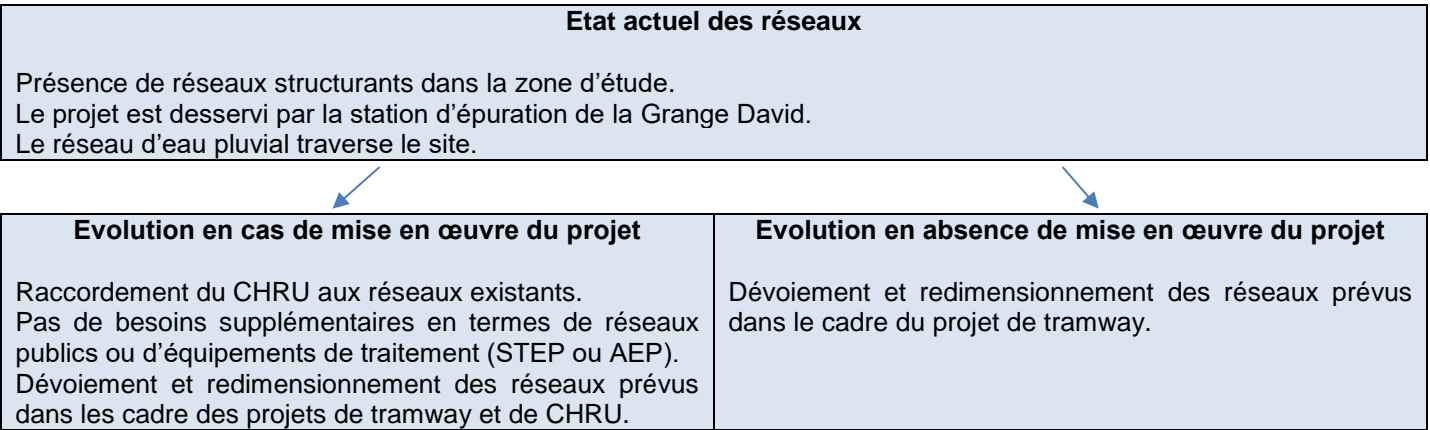 Etat actuel des réseaux
Présence de réseaux structurants dans la zone d'étude.
Le projet est desservi par la station d'épuration de la Grange David.
Le réseau d'eau pluvial traverse le site.
Evolution en cas de mise en œuvre du projet
Raccordement du CHRU aux réseaux existants.
Pas de besoins supplémentaires en termes de réseaux
publics ou d'équipements de traitement (STEP ou AEP).
Dévoiement et redimensionnement des réseaux prévus
dans les cadre des projets de tramway et de CHRU.
Evolution en absence de mise en œuvre du projet
Dévoiement et redimensionnement des réseaux prévus
dans le cadre du projet de tramway.